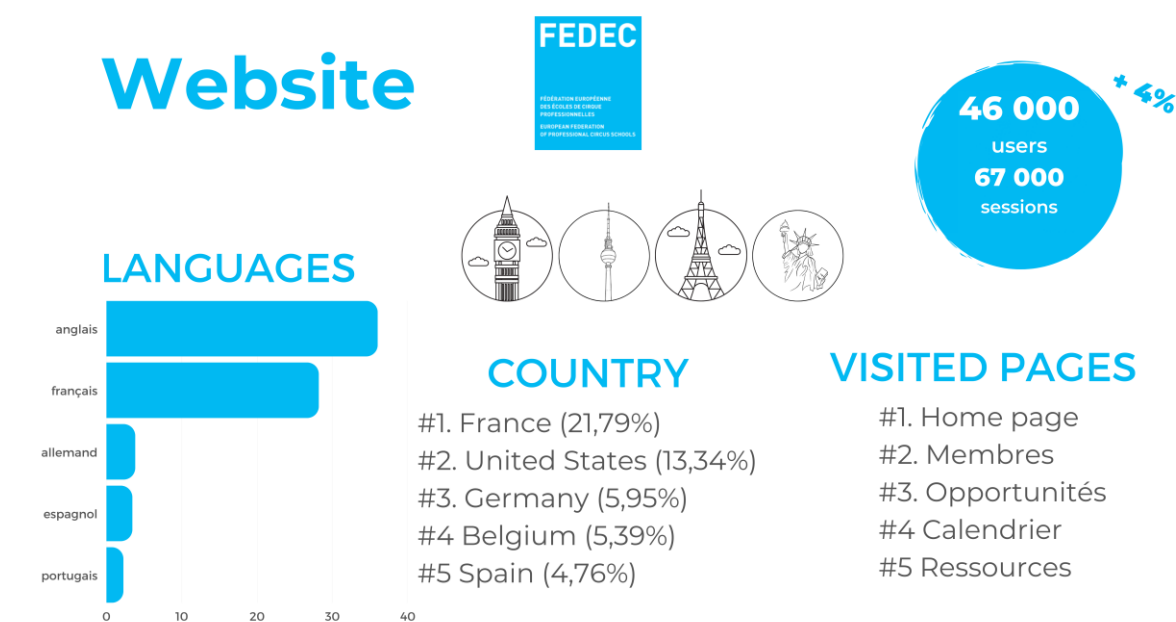 Website
FEDEC
FÉDÉRATION EUROPÉENNE
DES ÉCOLES DE CIRQUE
PROFESSIONNELLES
EUROPEAN FEDERATION
OF PROFESSIONAL CIRCUS SCHOOLS
+ 4%
46 000
users
67 000
sessions
LANGUAGES
anglais
français
allemand
espagnol
portugais
0 10 20 30 40
COUNTRY
#1. France (21,79%)
#2. United States (13,34%)
#3. Germany (5,95%)
#4 Belgium (5,39%)
#5 Spain (4,76%)
VISITED PAGES
#1. Home page
#2. Membres
#3. Opportunités
#4 Calendrier
#5 Ressources